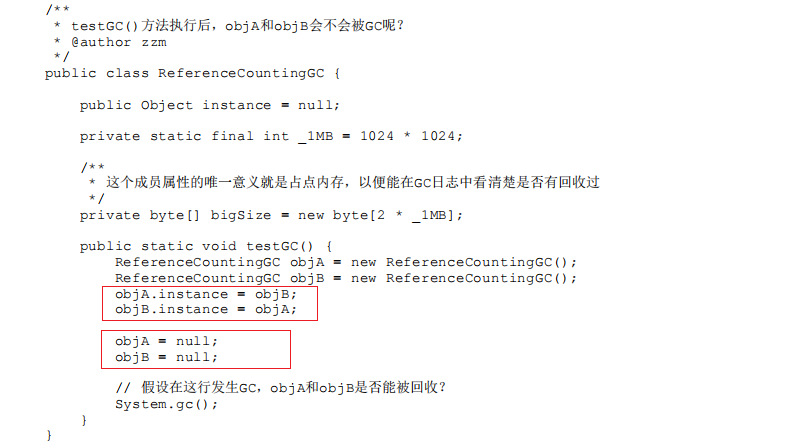 /**
* testGC()方法执行后，objA和objB会不会被GC呢？
* @author zzm
*/
public class ReferenceCountingGC {
public Object instance = null;
private static final int _1MB = 1024 * 1024;
/**
* 这个成员属性的唯一意义就是占点内存，以便能在GC日志中看清楚是否有回收过
*/
private byte[] bigSize = new byte[2 * _1MB];
public static void testGC() {
ReferenceCountingGC objA = new ReferenceCountingGC();
ReferenceCountingGC objB = new ReferenceCountingGC();
objA.instance = objB;
objB.instance = objA;
objA = null;
objB = null;
// 假设在这行发生GC，objA和objB是否能被回收？
System.gc();
}
}